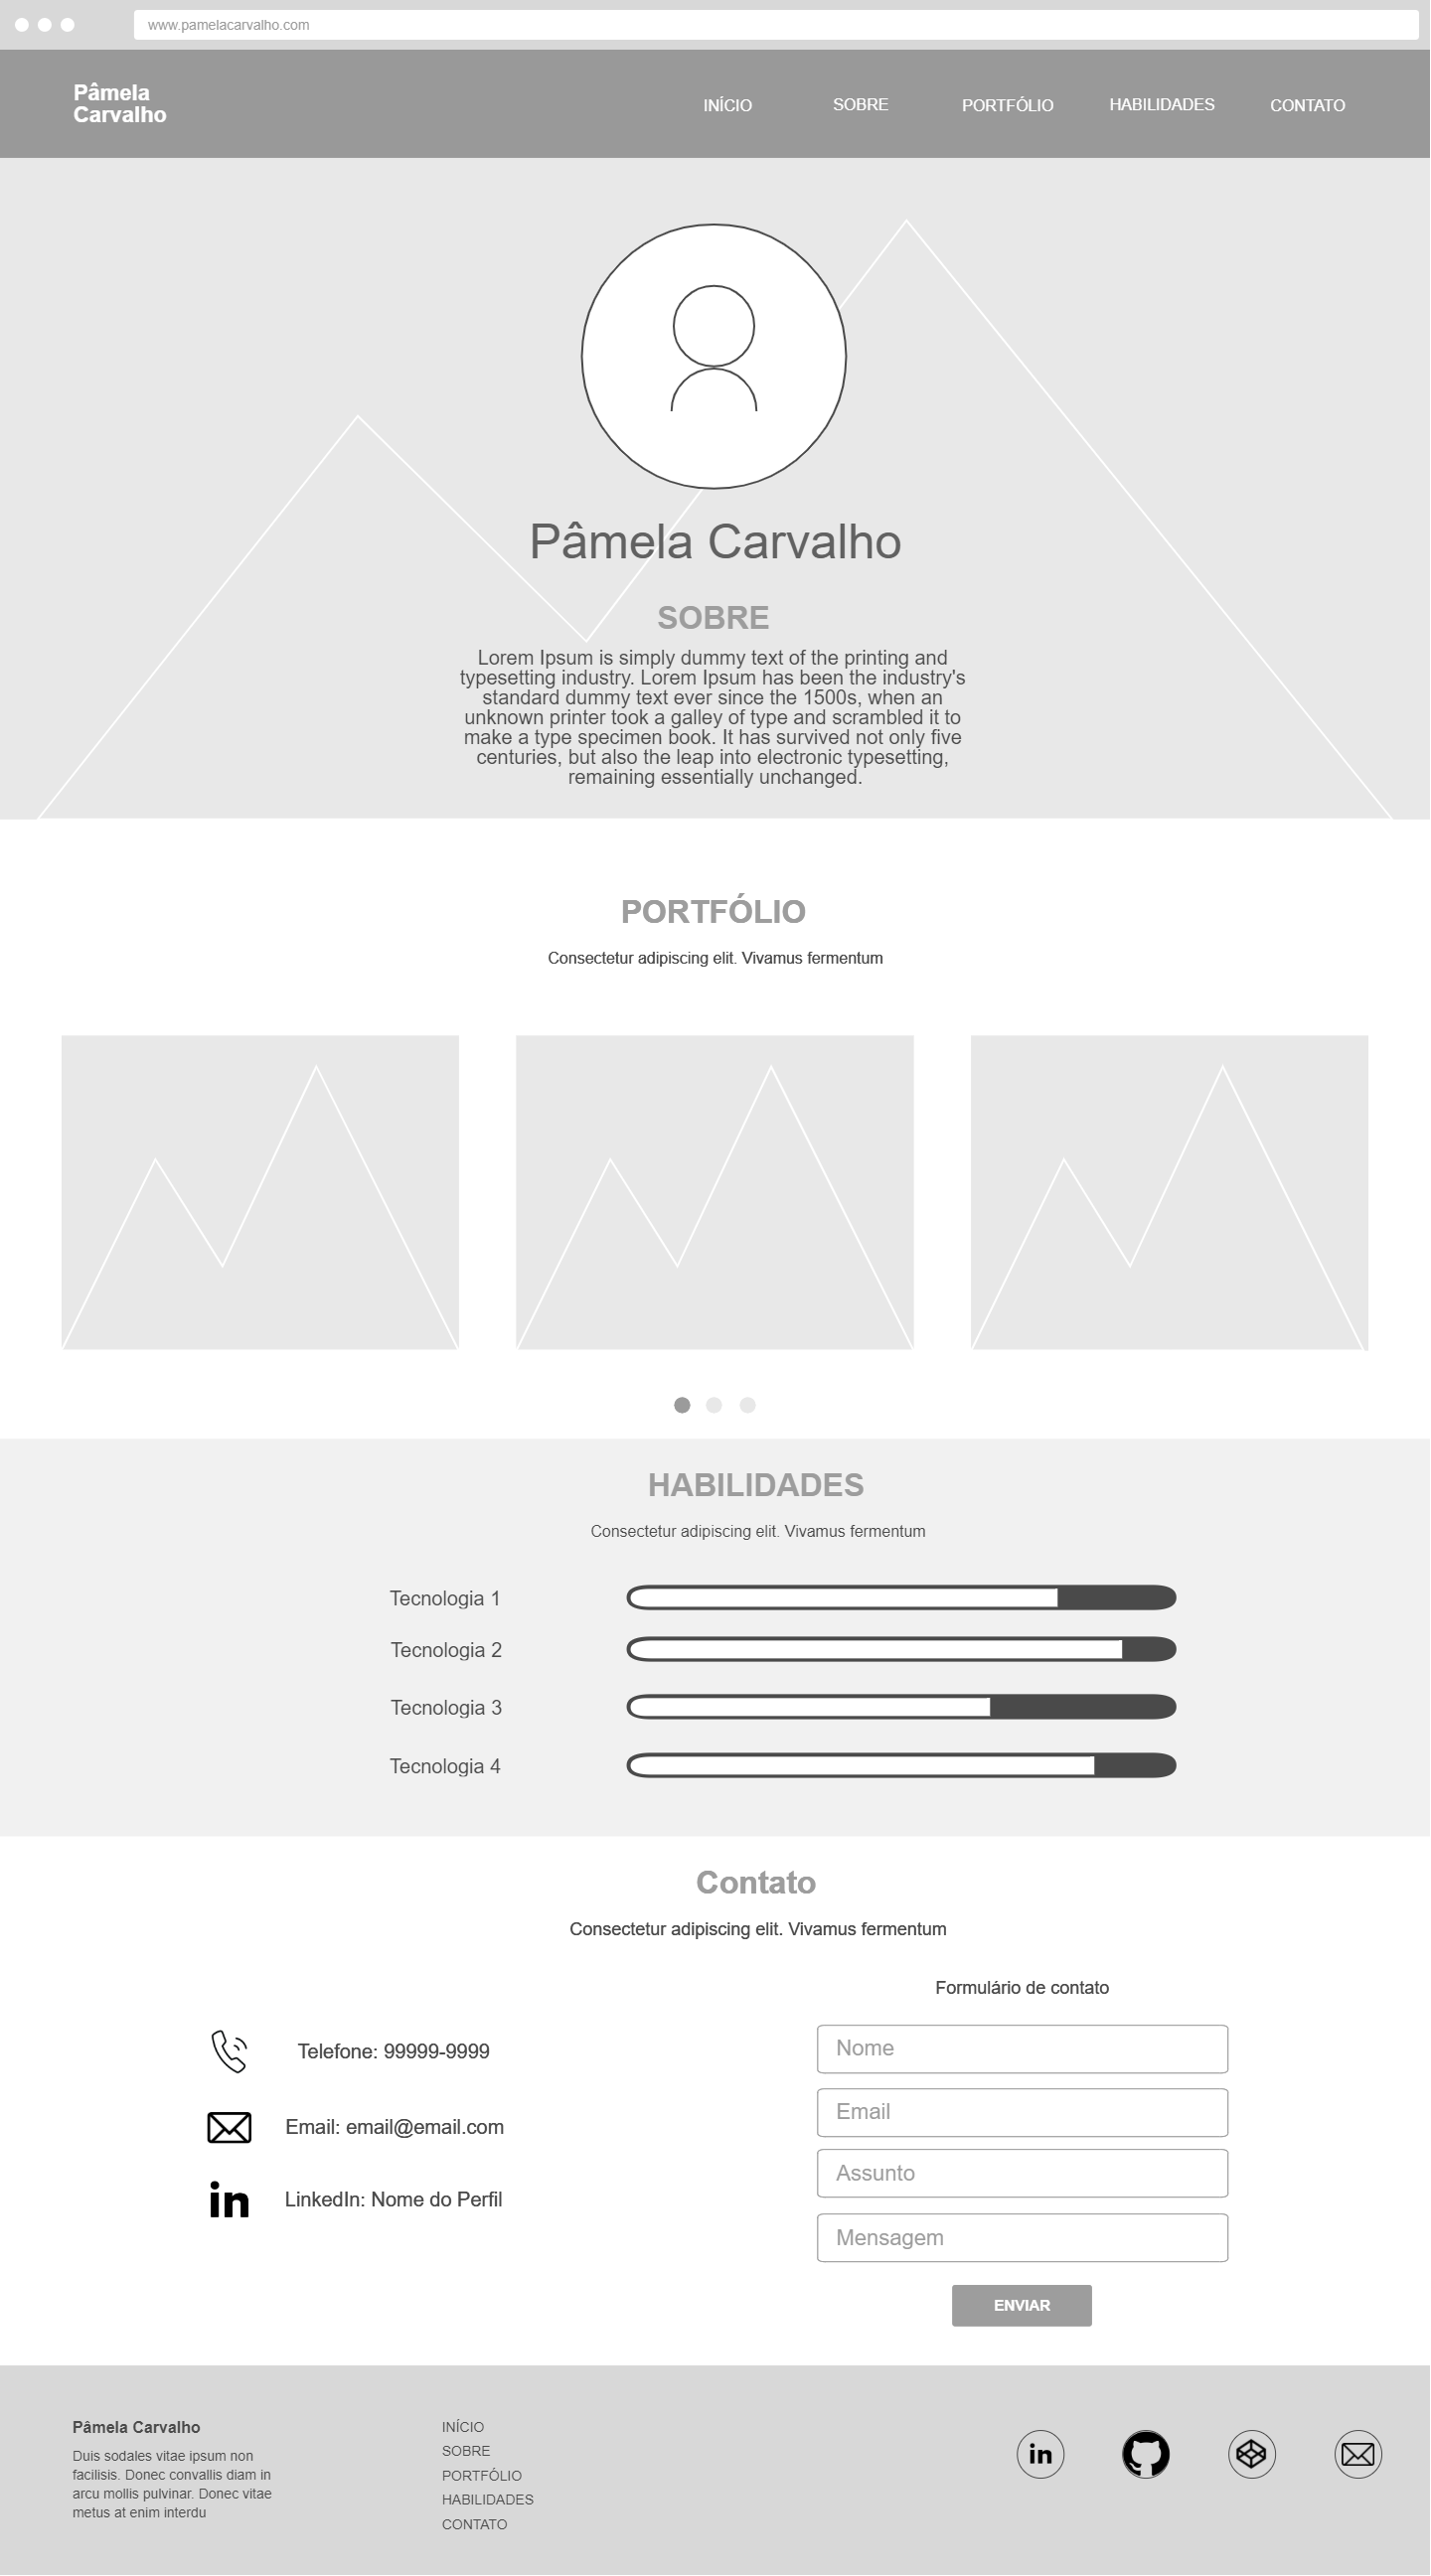 www.pamelacarvalho.com
Pâmela
Carvalho
INÍCIO SOBRE PORTFÓLIO HABILIDADES CONTATO
Pâmela Carvalho
SOBRE
Lorem Ipsum is simply dummy text of the printing and
typesetting industry. Lorem Ipsum has been the industry's
standard dummy text ever since the 1500s, when an
unknown printer took a galley of type and scrambled it to
make a type specimen book. It has survived not only five
centuries, but also the leap into electronic typesetting,
remaining essentially unchanged.
PORTFÓLIO
Consectetur adipiscing elit. Vivamus fermentum
HABILIDADES
Consectetur adipiscing elit. Vivamus fermentum
Tecnologia 1
Tecnologia 2
Tecnologia 3
Tecnologia 4
Contato
Consectetur adipiscing elit. Vivamus fermentum
Telefone: 99999-9999
Email: email@email.com
in
LinkedIn: Nome do Perfil
Formulário de contato
Nome
Email
Assunto
Mensagem
ENVIAR
Pâmela Carvalho
Duis sodales vitae ipsum non
facilisis. Donec convallis diam in
arcu mollis pulvinar. Donec vitae
metus at enim interdu
INÍCIO
SOBRE
PORTFÓLIO
HABILIDADES
CONTATO
in